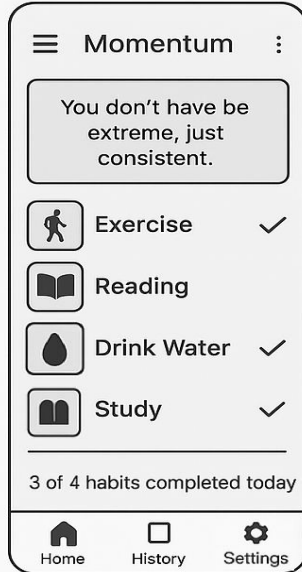 Momentum
You don’t have be
extreme, just
consistent.
Exercise
Reading
Drink Water
Study
3 of 4 habits completed today
Home History Settings